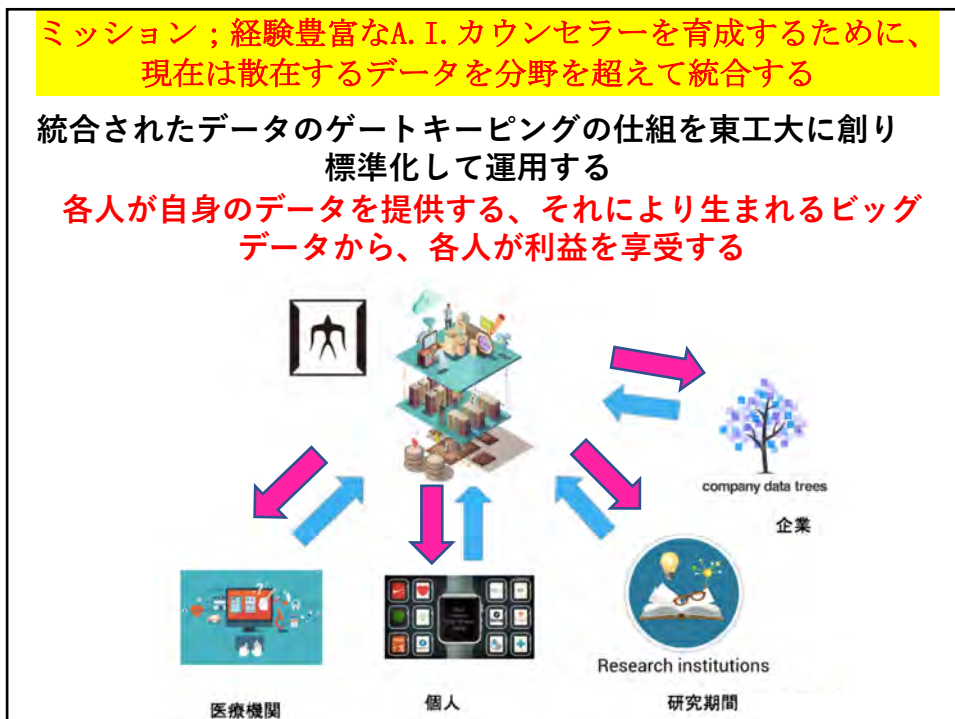 ミッション；経験豊富なA.I.カウンセラーを育成するために、
現在は散在するデータを分野を超えて統合する
統合されたデータのゲートキーピングの仕組を東工大に創り
標準化して運用する
各人が自身のデータを提供する、それにより生まれるビッグ
データから、各人が利益を享受する
company data trees
企業
Research institutions
医療機関
個人
研究期間